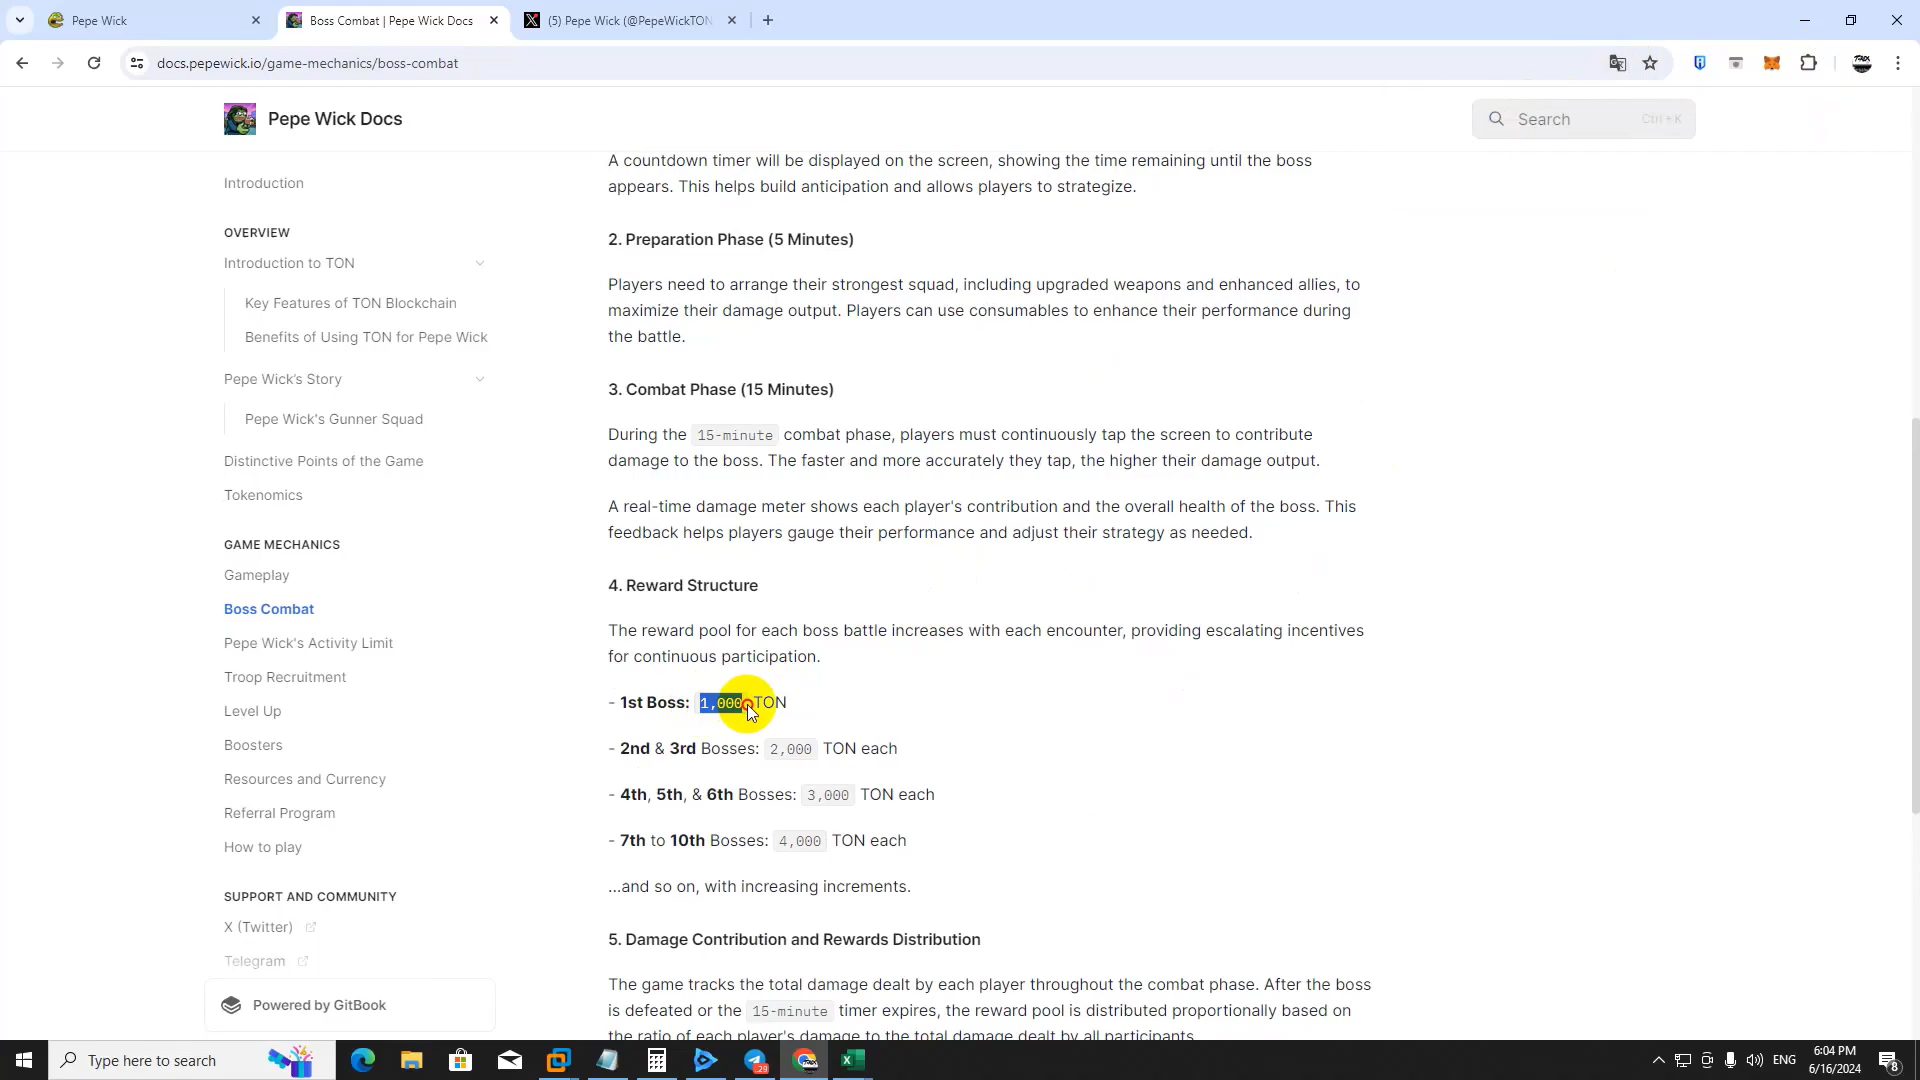 Pepe Wick
Boss Combat | Pepe Wick Docs
(5) Pepe Wick (@PepeWickTON
docs.pepewick.io/game-mechanics/boss-combat
Pepe Wick Docs
Search
Ctrl + K
Introduction
OVERVIEW
Introduction to TON
Key Features of TON Blockchain
Benefits of Using TON for Pepe Wick
Pepe Wick's Story
Pepe Wick's Gunner Squad
Distinctive Points of the Game
Tokenomics
GAME MECHANICS
Gameplay
Boss Combat
Pepe Wick's Activity Limit
Troop Recruitment
Level Up
Boosters
Resources and Currency
Referral Program
How to play
SUPPORT AND COMMUNITY
X (Twitter)
Telegram
Powered by GitBook
A countdown timer will be displayed on the screen, showing the time remaining until the boss
appears. This helps build anticipation and allows players to strategize.
2. Preparation Phase (5 Minutes)
Players need to arrange their strongest squad, including upgraded weapons and enhanced allies, to
maximize their damage output. Players can use consumables to enhance their performance during
the battle.
3. Combat Phase (15 Minutes)
During the 15-minute combat phase, players must continuously tap the screen to contribute
damage to the boss. The faster and more accurately they tap, the higher their damage output.
A real-time damage meter shows each player's contribution and the overall health of the boss. This
feedback helps players gauge their performance and adjust their strategy as needed.
4. Reward Structure
The reward pool for each boss battle increases with each encounter, providing escalating incentives
for continuous participation.
- 1st Boss: 1,000 TON
- 2nd & 3rd Bosses: 2,000 TON each
- 4th, 5th, & 6th Bosses: 3,000 TON each
- 7th to 10th Bosses: 4,000 TON each
...and so on, with increasing increments.
5. Damage Contribution and Rewards Distribution
The game tracks the total damage dealt by each player throughout the combat phase. After the boss
is defeated or the 15-minute timer expires, the reward pool is distributed proportionally based on
the ratio of each player's damage to the total damage dealt by all participants.
Type here to search
ENG
6:04 PM
6/16/2024